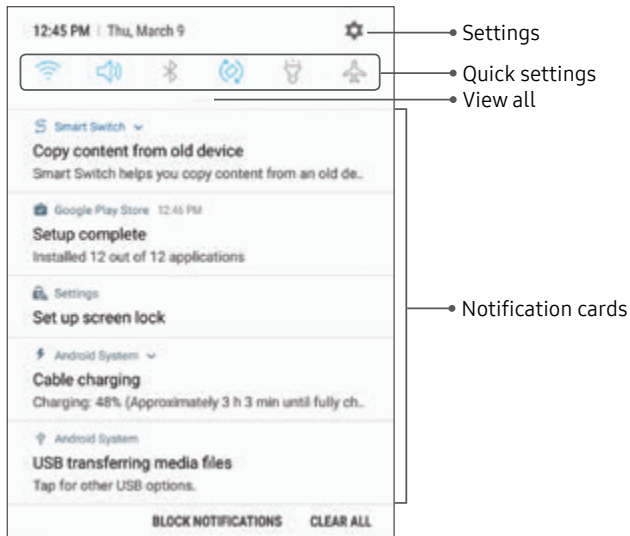 12:45 PM | Thu, March 9
Settings
Quick settings
View all
Smart Switch
Copy content from old device
Smart Switch helps you copy content from an old de..
Google Play Store 12:45 PM
Setup complete
Installed 12 out of 12 applications
Settings
Set up screen lock
Notification cards
Android System
Cable charging
Charging: 48% (Approximately 3 h 3 min until fully ch..
Android System
USB transferring media files
Tap for other USB options.
BLOCK NOTIFICATIONS CLEAR ALL